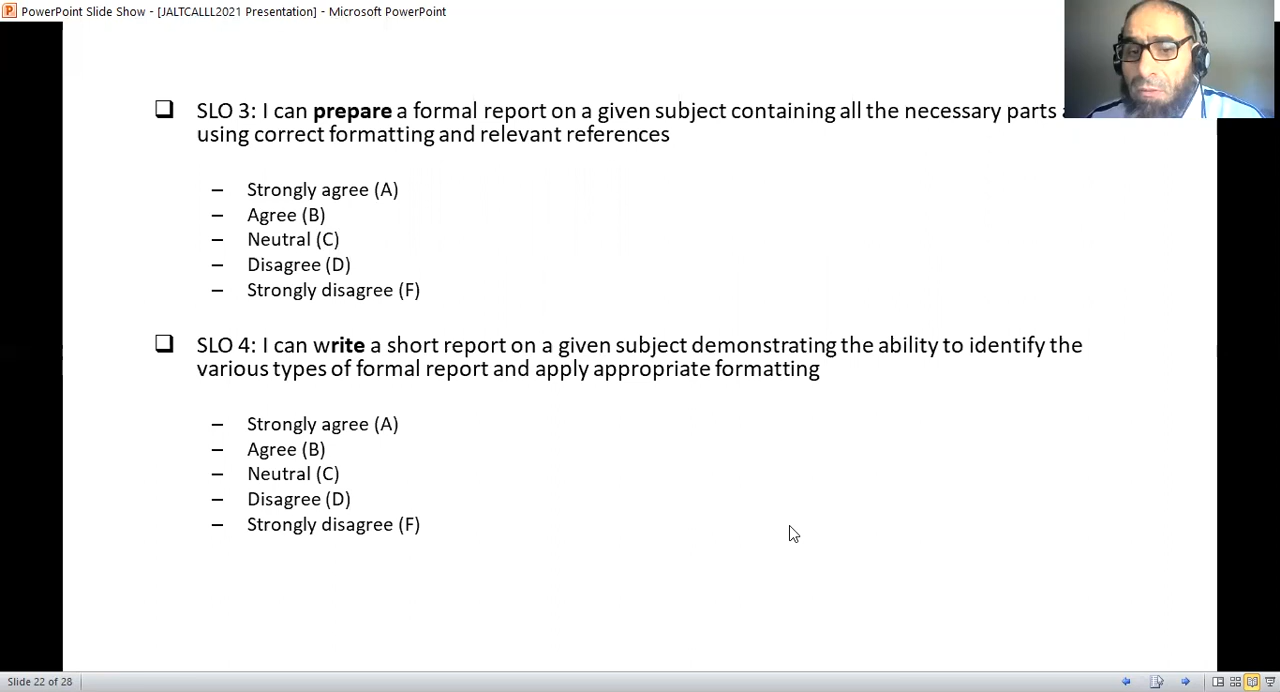 PowerPoint Slide Show - [JALTCALLL2021 Presentation] - Microsoft PowerPoint
SLO 3: I can prepare a formal report on a given subject containing all the necessary parts
using correct formatting and relevant references
– Strongly agree (A)
– Agree (B)
– Neutral (C)
– Disagree (D)
– Strongly disagree (F)
SLO 4: I can write a short report on a given subject demonstrating the ability to identify the
various types of formal report and apply appropriate formatting
– Strongly agree (A)
– Agree (B)
– Neutral (C)
– Disagree (D)
– Strongly disagree (F)
Slide 22 of 28